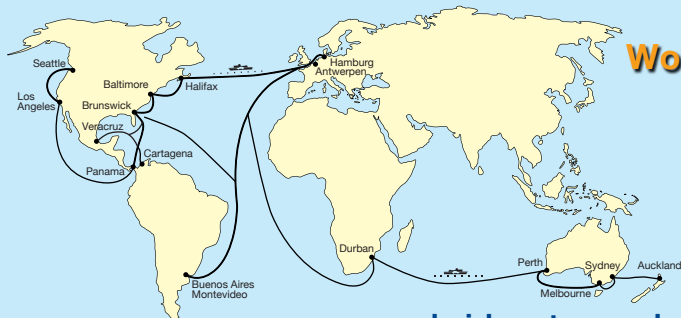 Wo
Seattle
Hamburg
Antwerpen
Baltimore
Halifax
Los
Angeles
Brunswick
Veracruz
Cartagena
Panama
Durban
Perth
Sydney
Auckland
Melbourne
Buenos Aires
Montevideo